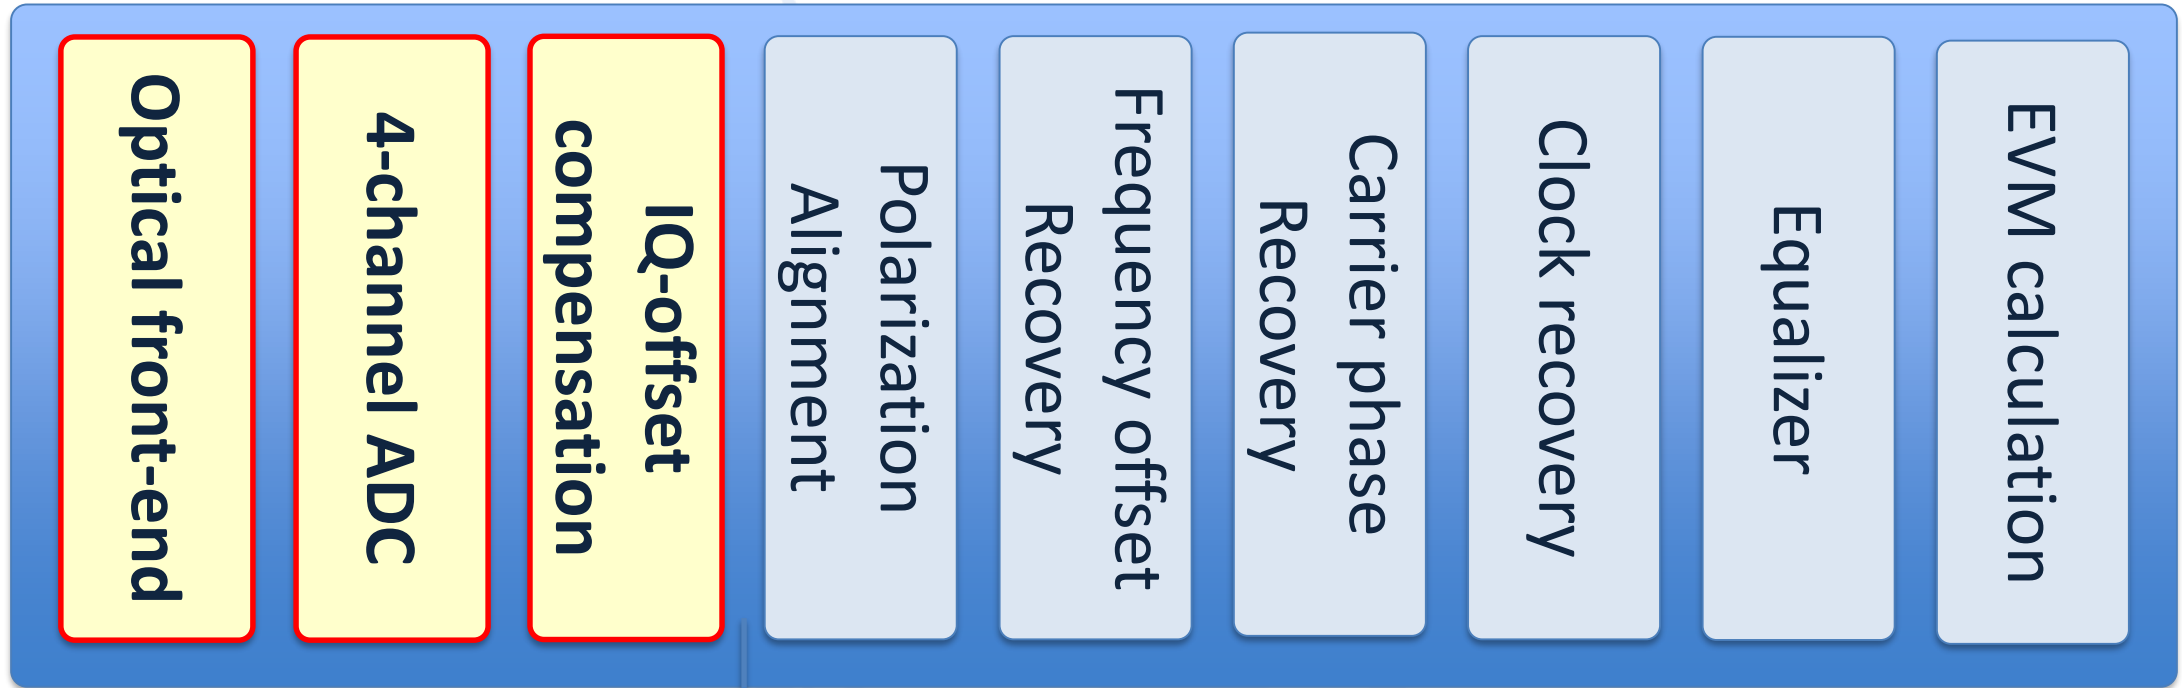 Optical front-end
4-channel ADC
IQ-offset
compensation
Polarization
Alignment
Frequency offset
Recovery
Carrier phase
Recovery
Clock recovery
Equalizer
EVM calculation